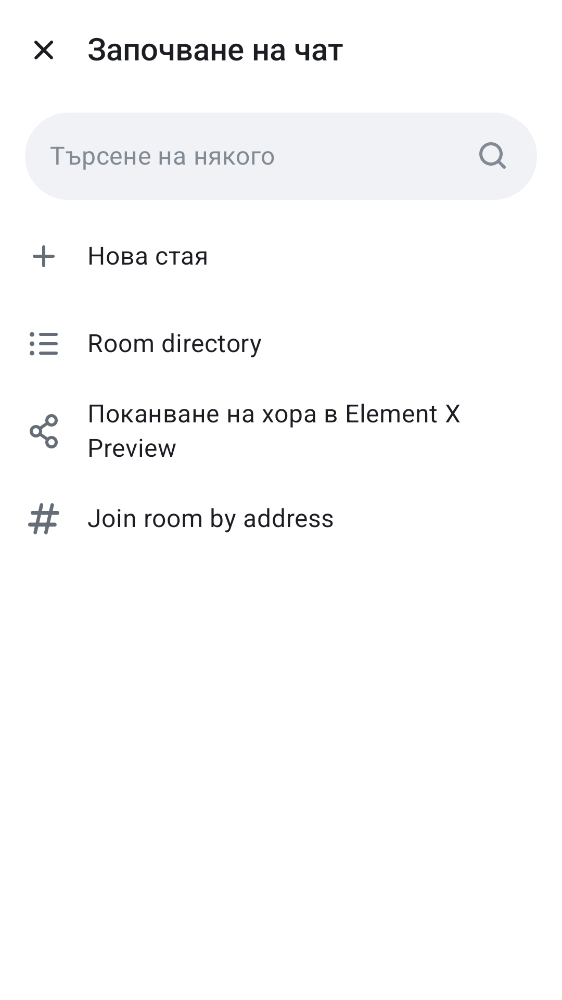 Започване на чат
Търсене на някого
Нова стая
Room directory
Поканване на хора в Element X
Preview
Join room by address